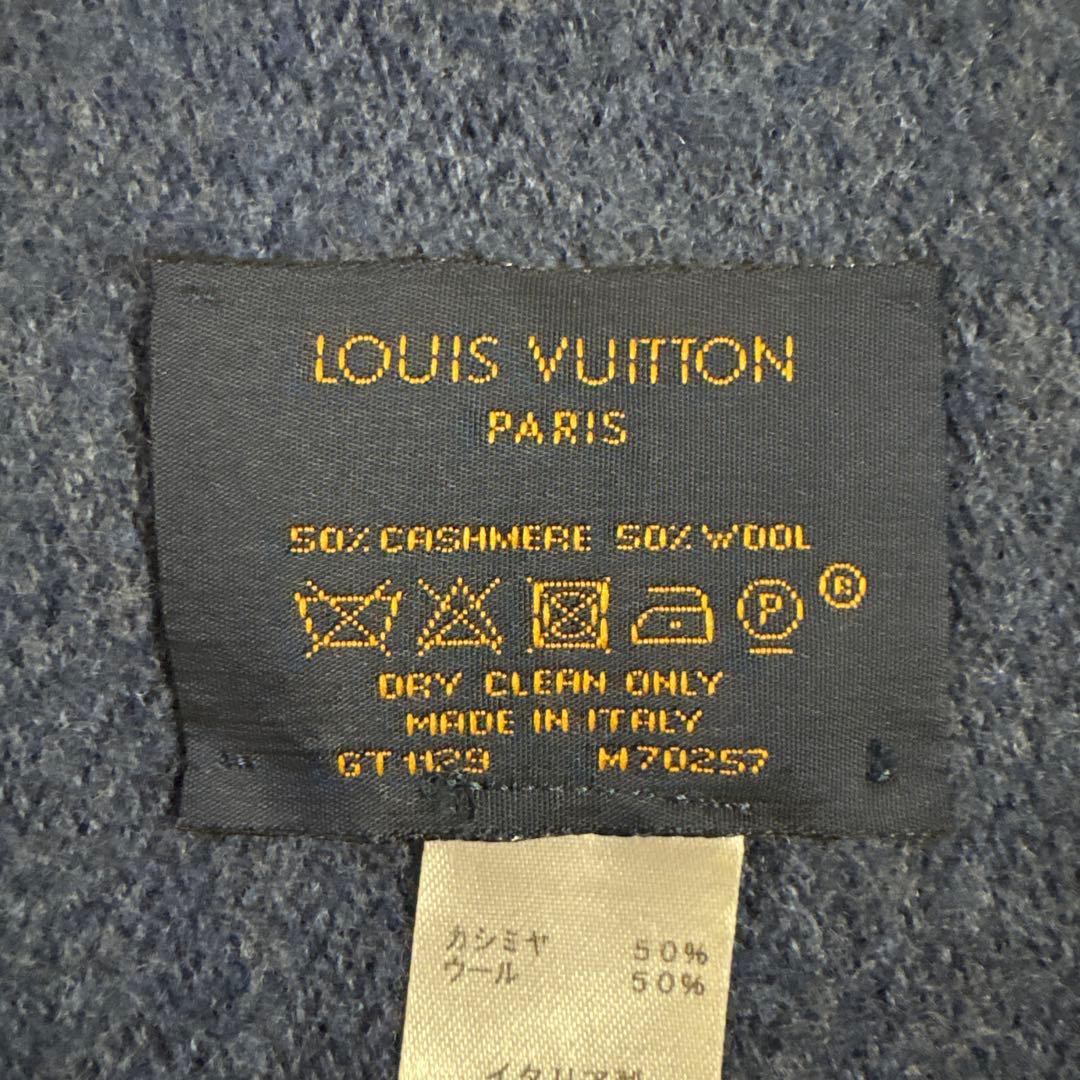 LOUIS VUITTON
PARIS
50% CASHMERE 50% WOOL
P ®
DRY CLEAN ONLY
MADE IN ITALY
GT1129 M70257
カシミヤ 50%
ウール 50%